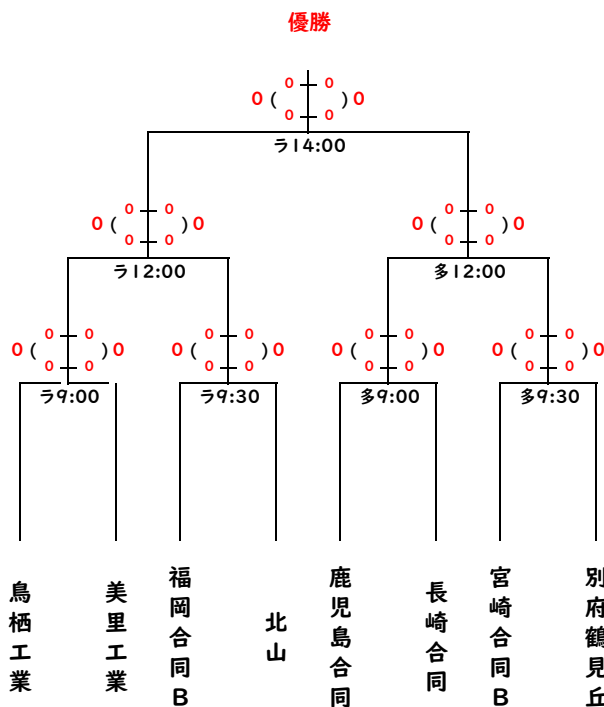 優勝
0 0
0 ( ) 0
0 0
ラ14:00
0 0 0 0
0 ( ) 0 0 ( ) 0
0 0 0 0
ラ12:00 多12:00
0 0 0 0 0 0 0 0
0 ( ) 0 0 ( ) 0 0 ( ) 0 0 ( ) 0
0 0 0 0 0 0 0 0
ラ9:00 ラ9:30 多9:00 多9:30
鳥栖工業
美里工業
福岡合同B
北山
鹿児島合同
長崎合同
宮崎合同B
別府鶴見丘